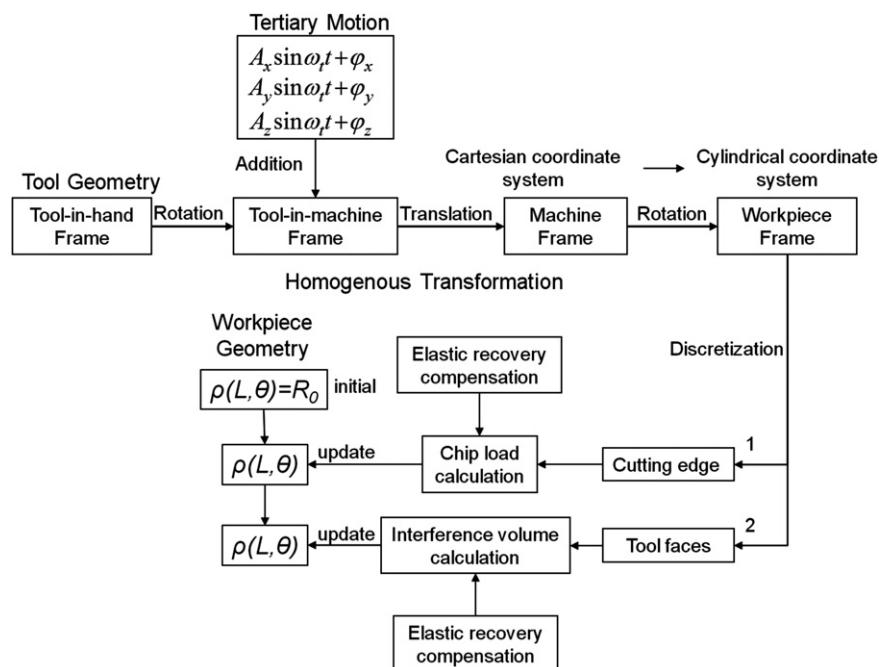 Tertiary Motion
A_x sinω_t t+φ_x
A_y sinω_t t+φ_y
A_z sinω_t t+φ_z
Addition
Cartesian coordinate
system
Cylindrical coordinate
system
Tool Geometry
Tool-in-hand
Frame
Rotation
Tool-in-machine
Frame
Translation
Machine
Frame
Rotation
Workpiece
Frame
Homogenous Transformation
Workpiece
Geometry
Elastic recovery
compensation
Discretization
ρ(L,θ)=R_0
initial
ρ(L,θ)
update
Chip load
calculation
Cutting edge
1
ρ(L,θ)
update
Interference volume
calculation
Tool faces
2
Elastic recovery
compensation